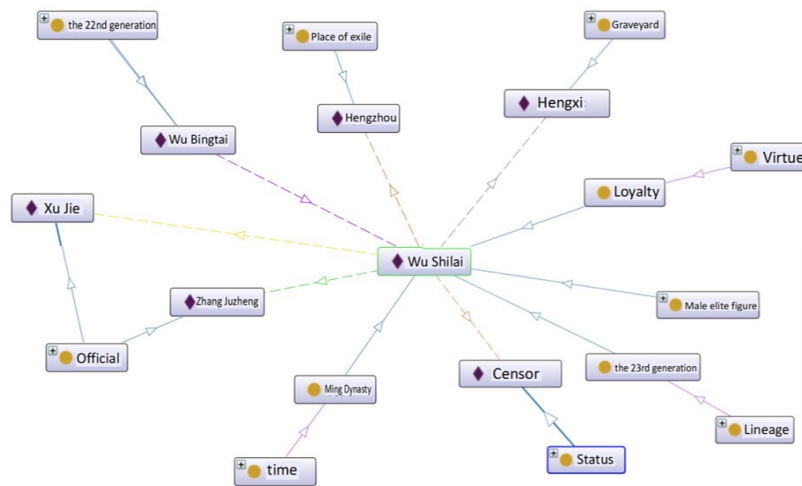 the 22nd generation
Place of exile
Graveyard
Hengxi
Hengzhou
Wu Bingtai
Virtue
Loyalty
Xu Jie
Wu Shilai
Zhang Juzheng
Male elite figure
Official
Censor
the 23rd generation
Ming Dynasty
Lineage
Status
time